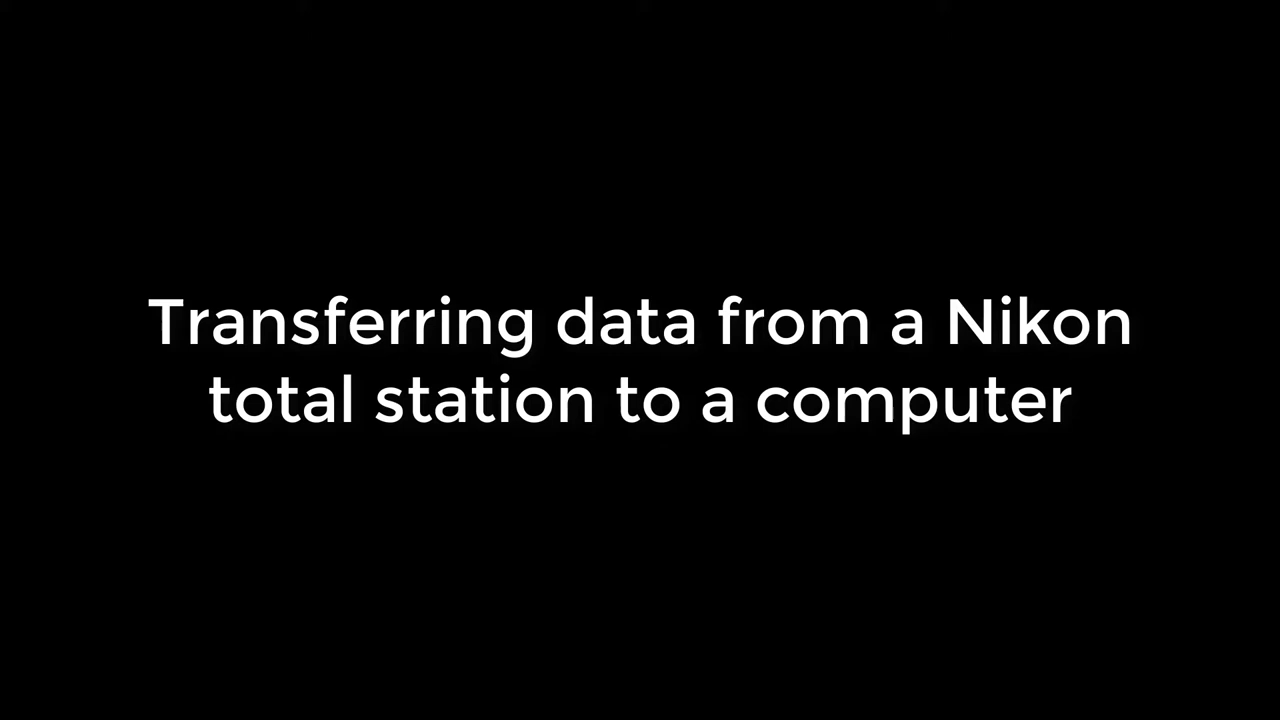 Transferring data from a Nikon
total station to a computer